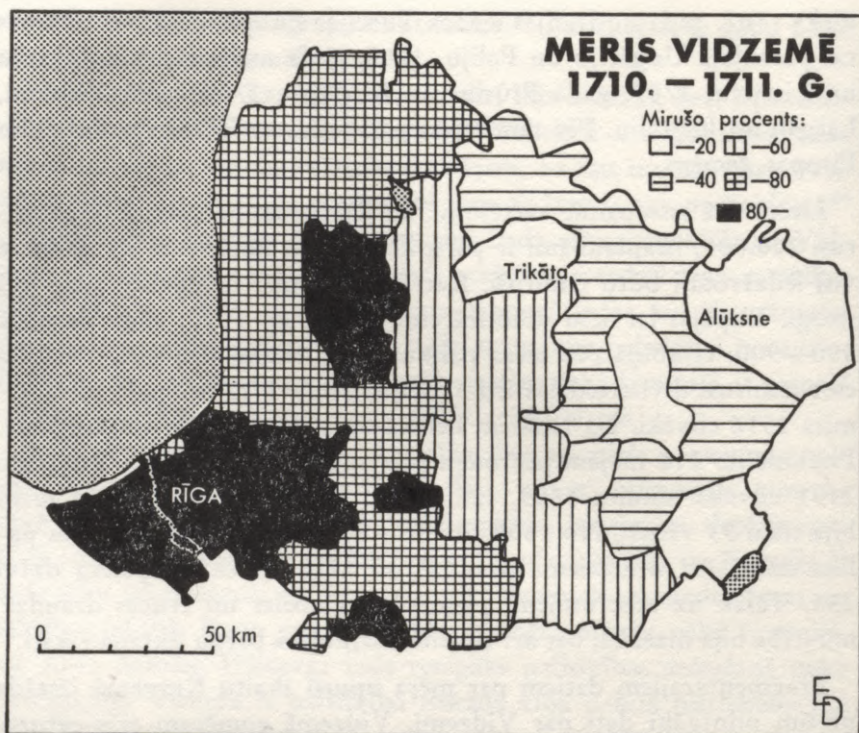 MĒRIS VIDZEMĒ
1710. — 1711. G.
Mirušo procents:
—20 —60
—40 —80
80—
Trikāta
Alūksne
RĪGA
0 50 km
ED